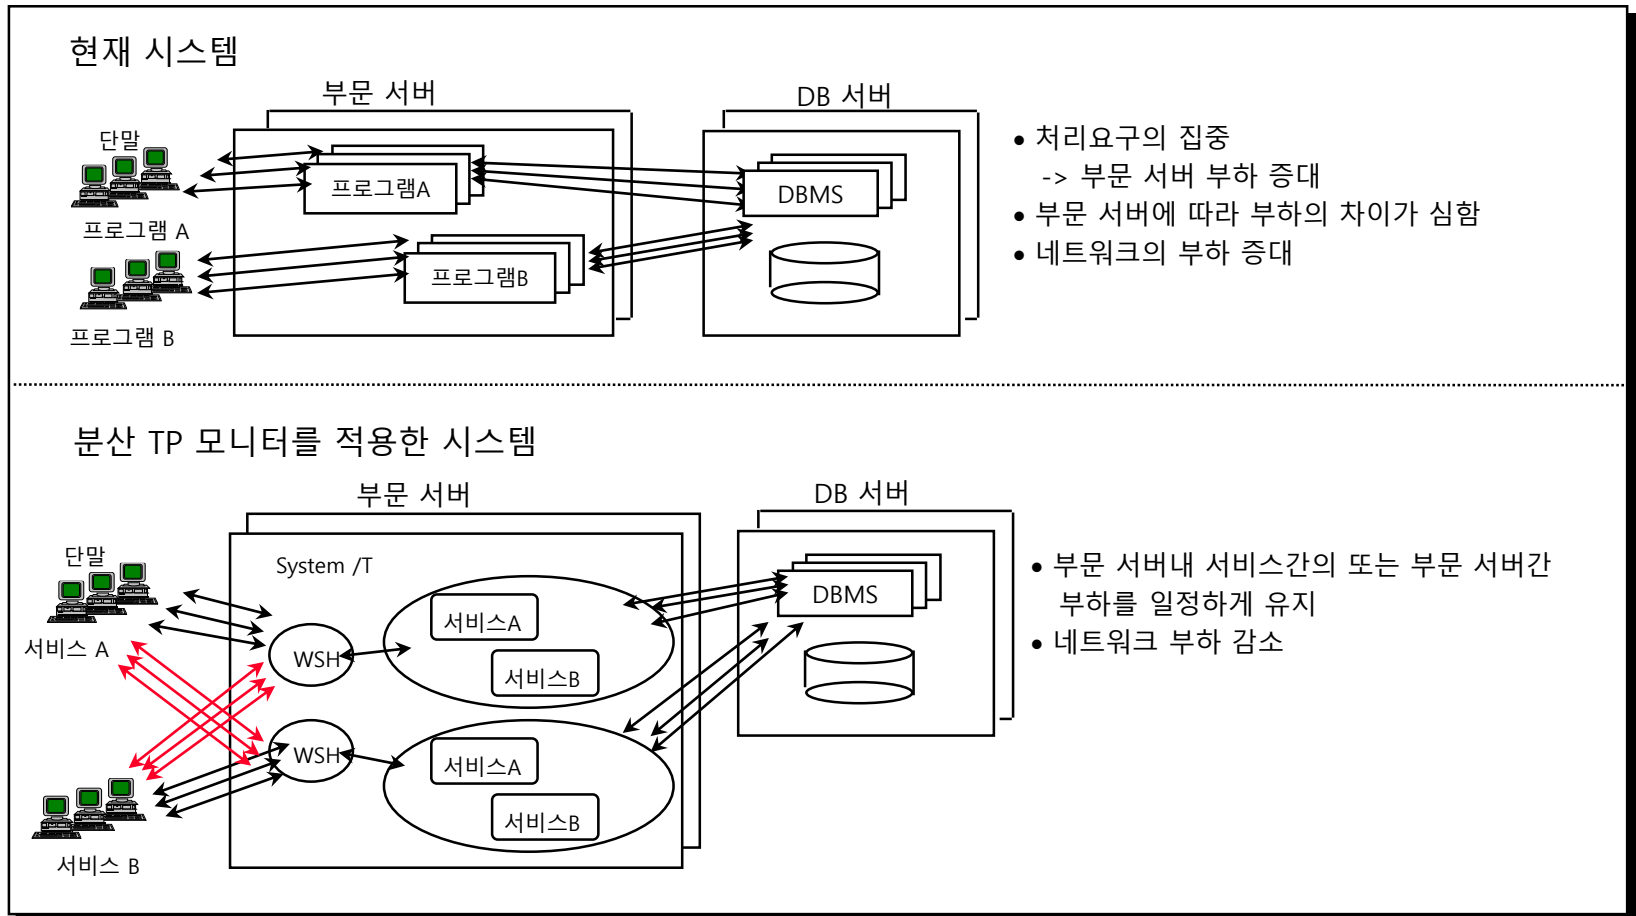 현재 시스템
부문 서버
DB 서버
단말
프로그램A
DBMS
프로그램 A
프로그램B
프로그램 B
• 처리요구의 집중
-> 부문 서버 부하 증대
• 부문 서버에 따라 부하의 차이가 심함
• 네트워크의 부하 증대
분산 TP 모니터를 적용한 시스템
부문 서버
DB 서버
단말
System /T
서비스A
DBMS
서비스 A
WSH
서비스B
WSH
서비스A
서비스B
서비스 B
• 부문 서버내 서비스간의 또는 부문 서버간
부하를 일정하게 유지
• 네트워크 부하 감소